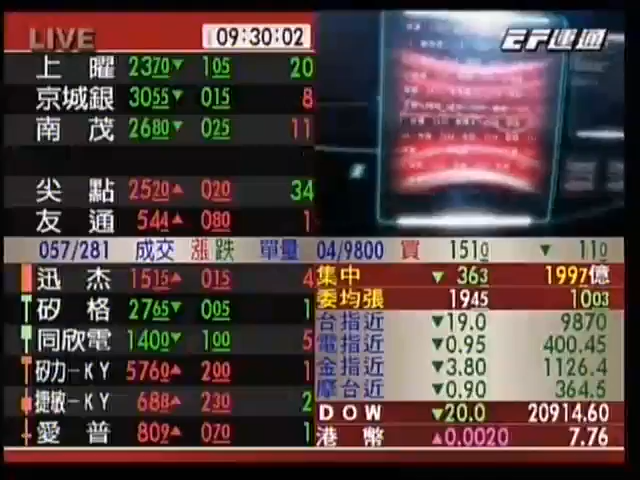 LIVE 09:30:02
EF運通
上曜 2370▼ 105 20
京城銀 3055▼ 015 8
南茂 2680▼ 025 11
尖點 2520▲ 020 34
友通 544▲ 080 1
057/281 成交 漲跌 單量 04/9800 買 1510 ▼ 110
迅杰 1515▲ 015 4
矽格 2765▼ 005 1
同欣電 1400▼ 100 5
矽力-KY 5760▲ 200 1
捷敏-KY 688▲ 230 2
愛普 809▲ 070 1
集中 ▼ 363 1997億
委均張 1945 1003
台指近 ▼19.0 9870
電指近 ▼0.95 400.45
金指近 ▼3.80 1126.4
摩台近 ▼0.90 364.5
DOW ▼20.0 20914.60
港幣 ▲0.0020 7.76